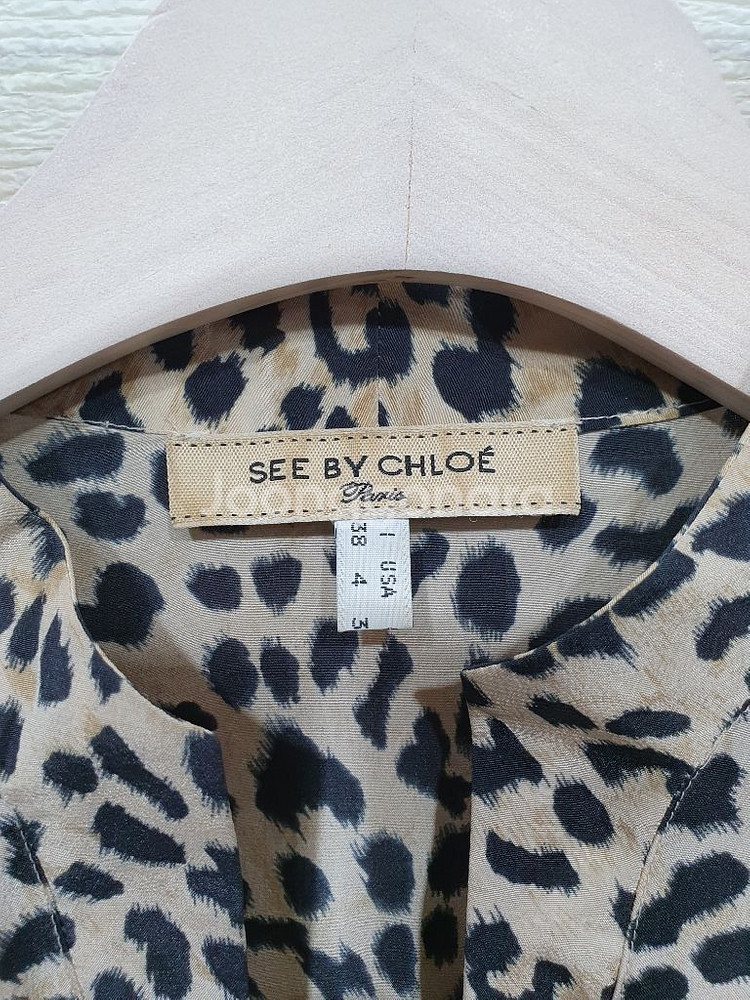 SEE BY CHLOÉ
Paris
I USA
38 4 3